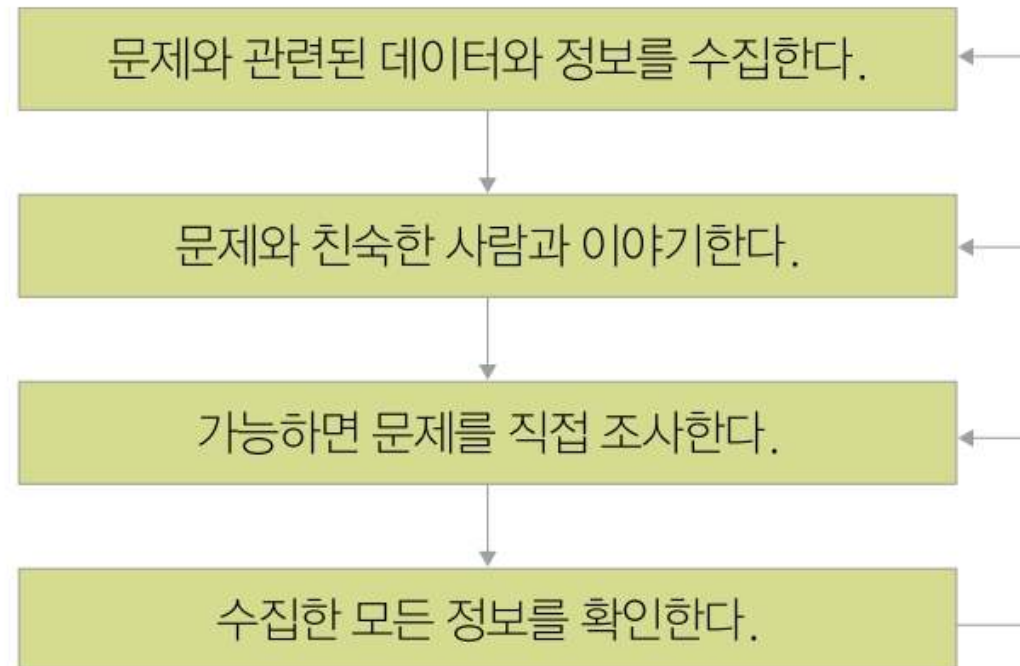 문제와 관련된 데이터와 정보를 수집한다.
문제와 친숙한 사람과 이야기한다.
가능하면 문제를 직접 조사한다.
수집한 모든 정보를 확인한다.